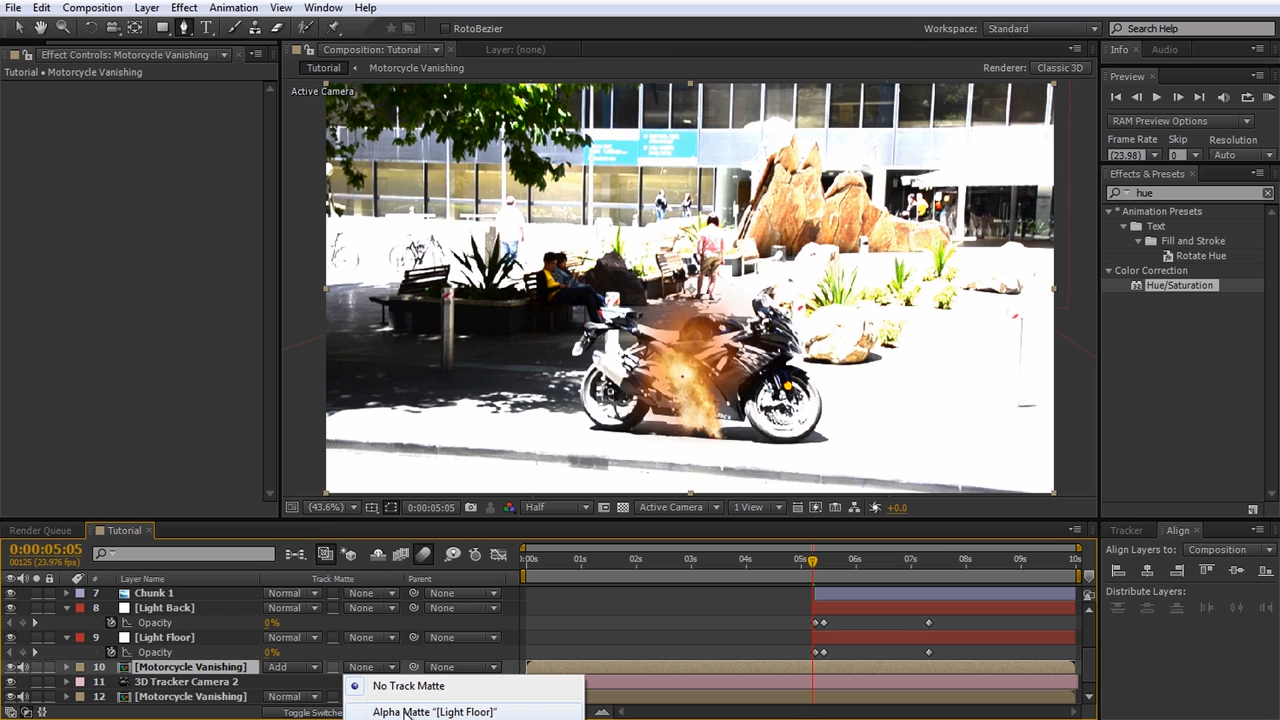 File Edit Composition Layer Effect Animation View Window Help
RotoBezier
Workspace: Standard
Search Help
Effect Controls: Motorcycle Vanishing
Tutorial • Motorcycle Vanishing
Composition: Tutorial
Layer: (none)
Tutorial
Motorcycle Vanishing
Renderer: Classic 3D
Active Camera
Info Audio
Preview
RAM Preview Options
Frame Rate Skip Resolution
(23.98) 0 Auto
Effects & Presets
hue
* Animation Presets
Text
Fill and Stroke
Rotate Hue
Color Correction
Hue/Saturation
(43.6%) 0:00:05:05 Half Active Camera 1 View +0.0
Render Queue Tutorial
0:00:05:05
00125 (23.976 fps)
:00s 01s 02s 03s 04s 05s 06s 07s 08s 09s 10s
# Layer Name Track Matte Parent
7 Chunk 1 Normal None None
8 [Light Back] Normal None None
Opacity 0%
9 [Light Floor] Normal None None
Opacity 0%
10 [Motorcycle Vanishing] Add None None
11 3D Tracker Camera 2
12 [Motorcycle Vanishing] Normal
No Track Matte
Alpha Matte "[Light Floor]"
Tracker Align
Align Layers to: Composition
Distribute Layers: